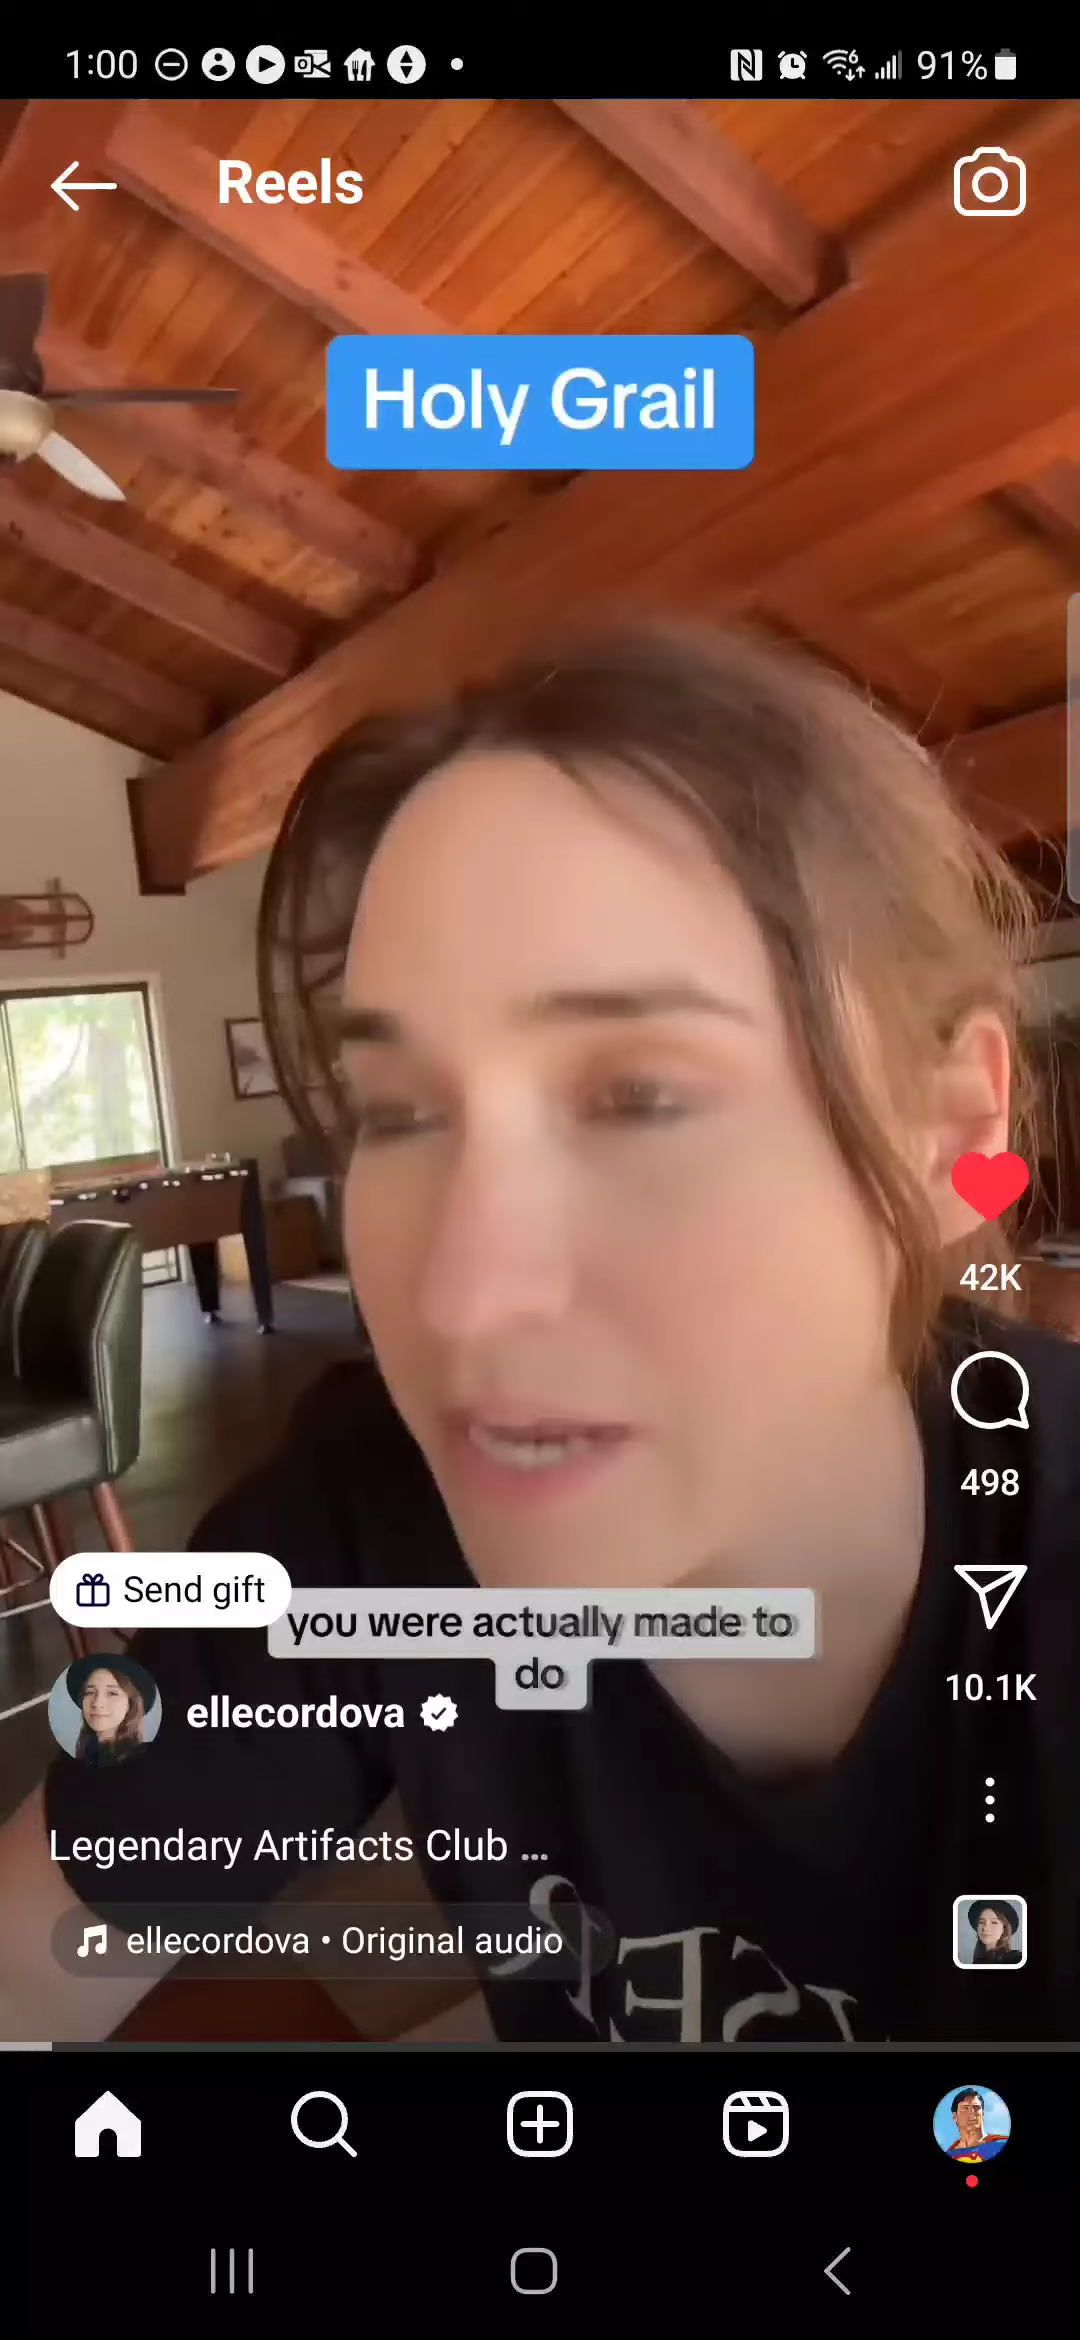 1:00
91%
Reels
Holy Grail
42K
498
Send gift
you were actually made to
do
ellecordova
10.1K
Legendary Artifacts Club ...
ellecordova • Original audio